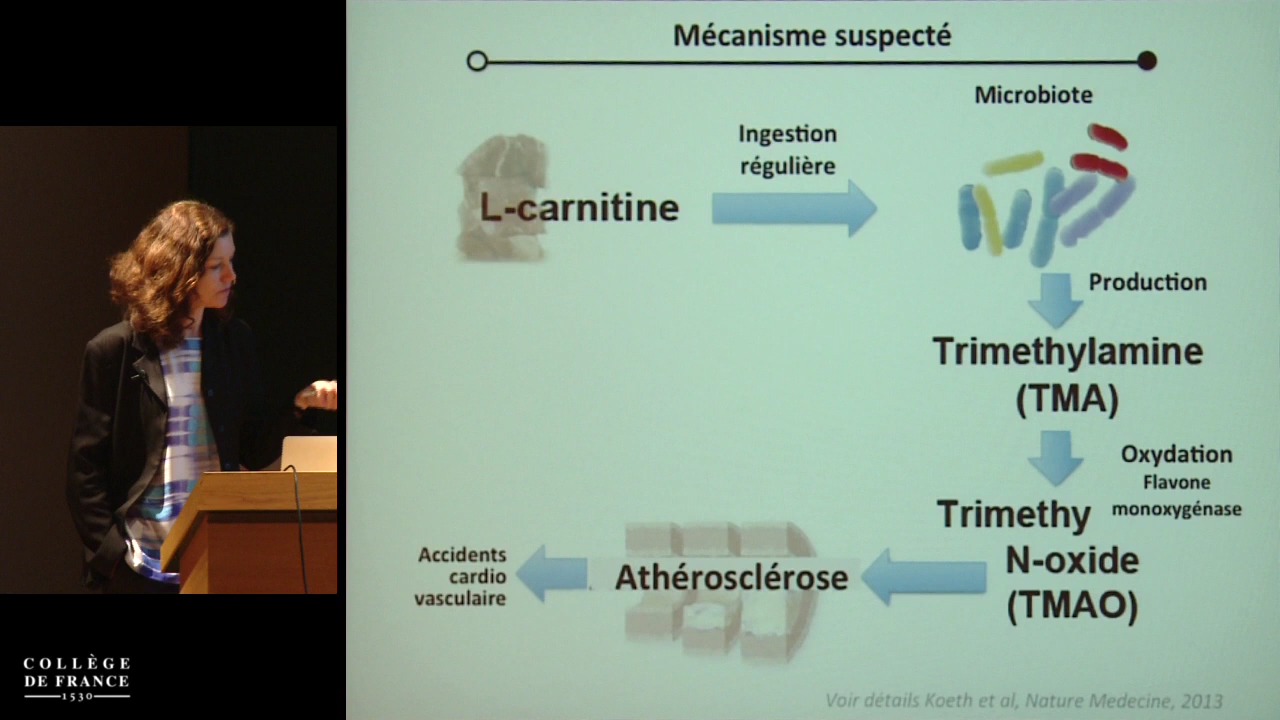 Mécanisme suspecté
Microbiote
Ingestion
régulière
L-carnitine
Production
Trimethylamine
(TMA)
Oxydation
Flavone
monoxygénase
Trimethy
N-oxide
(TMAO)
Athérosclérose
Accidents
cardio
vasculaire
Voir détails Koeth et al, Nature Medecine, 2013
COLLÈGE
DE FRANCE
1530